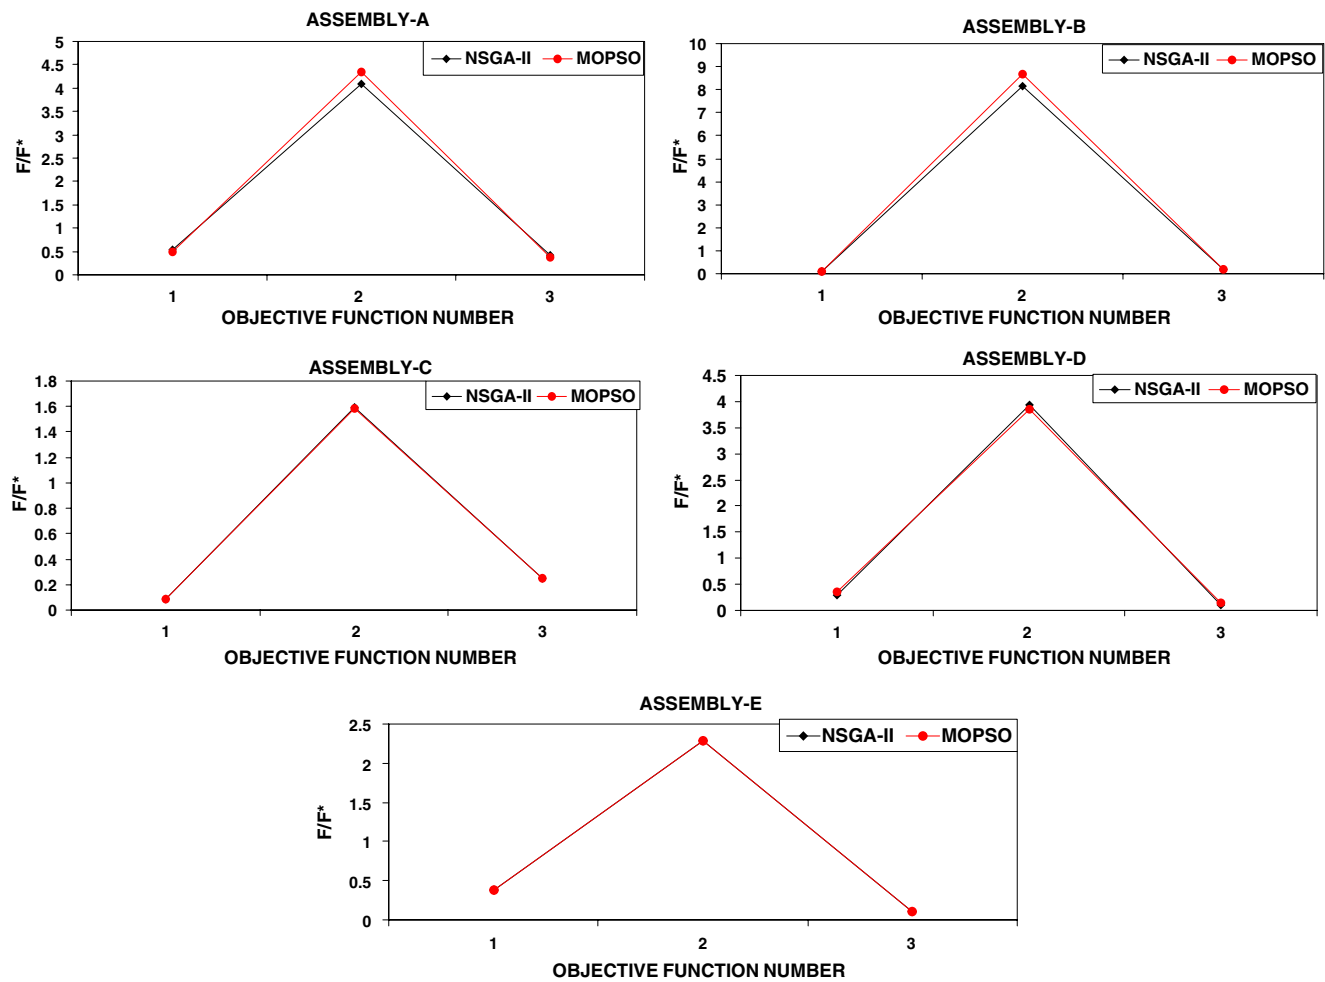 ASSEMBLY-A
NSGA-II MOPSO
5
4.5
4
3.5
3
2.5
2
1.5
1
0.5
0
F/F*
1 2 3
OBJECTIVE FUNCTION NUMBER
ASSEMBLY-B
NSGA-II MOPSO
10
9
8
7
6
5
4
3
2
1
0
F/F*
1 2 3
OBJECTIVE FUNCTION NUMBER
ASSEMBLY-C
NSGA-II MOPSO
1.8
1.6
1.4
1.2
1
0.8
0.6
0.4
0.2
0
F/F*
1 2 3
OBJECTIVE FUNCTION NUMBER
ASSEMBLY-D
NSGA-II MOPSO
4.5
4
3.5
3
2.5
2
1.5
1
0.5
0
F/F*
1 2 3
OBJECTIVE FUNCTION NUMBER
ASSEMBLY-E
NSGA-II MOPSO
2.5
2
1.5
1
0.5
0
F/F*
1 2 3
OBJECTIVE FUNCTION NUMBER